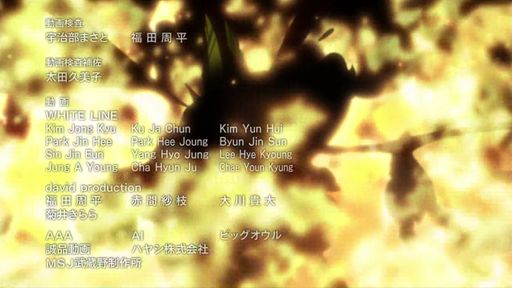 動画検査
宇治部まさと 福田周平
動画検査補佐
太田久美子
動画
WHITE LINE
Kim Jong Kyu Ku Ja Chun Kim Yun Hui
Park Jin Hee Park Hee Joung Byun Jin Sun
Sin Jin Eun Yang Hyo Jung Lee Hye Kyoung
Jung A Young Cha Hyun Ju Chae Youn Kyung
david production
福田周平 赤間紗枝 大川貴大
菊井きらら
AAA AI ビッグオウル
誠品動画 ハヤシ株式会社
MSJ武蔵野制作所